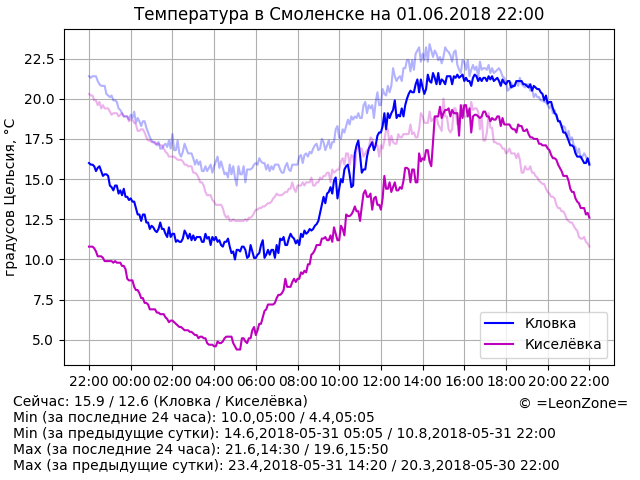 Температура в Смоленске на 01.06.2018 22:00
градусов Цельсия, °C
22.5
20.0
17.5
15.0
12.5
10.0
7.5
5.0
Кловка
Киселёвка
22:00 00:00 02:00 04:00 06:00 08:00 10:00 12:00 14:00 16:00 18:00 20:00 22:00
Сейчас: 15.9 / 12.6 (Кловка / Киселёвка)
© =LeonZone=
Min (за последние 24 часа): 10.0,05:00 / 4.4,05:05
Min (за предыдущие сутки): 14.6,2018-05-31 05:05 / 10.8,2018-05-31 22:00
Max (за последние 24 часа): 21.6,14:30 / 19.6,15:50
Max (за предыдущие сутки): 23.4,2018-05-31 14:20 / 20.3,2018-05-30 22:00